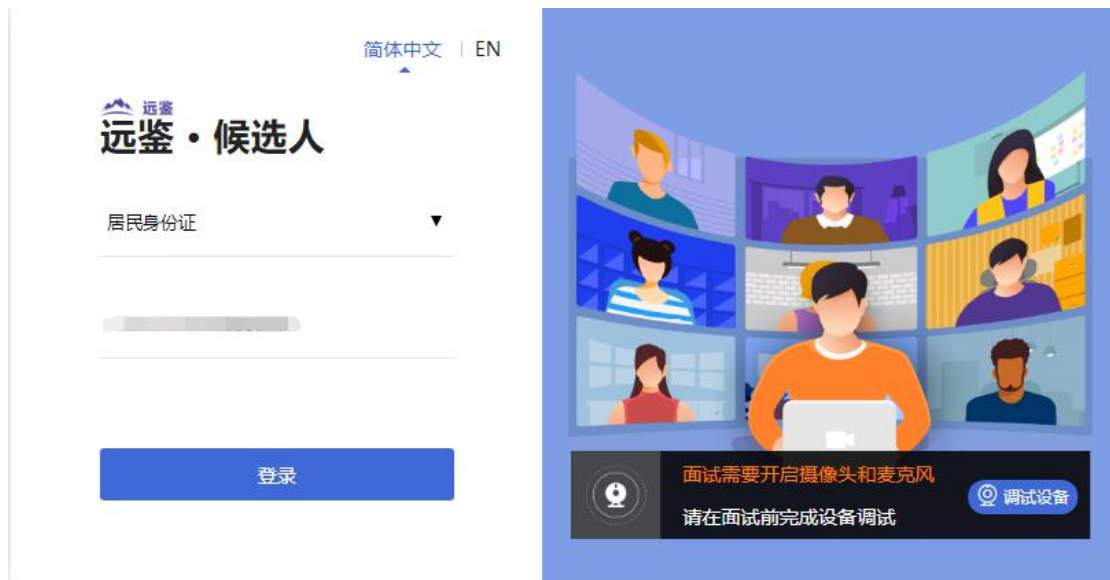 简体中文 | EN
远鉴
远鉴·候选人
居民身份证
登录
面试需要开启摄像头和麦克风
请在面试前完成设备调试
调试设备